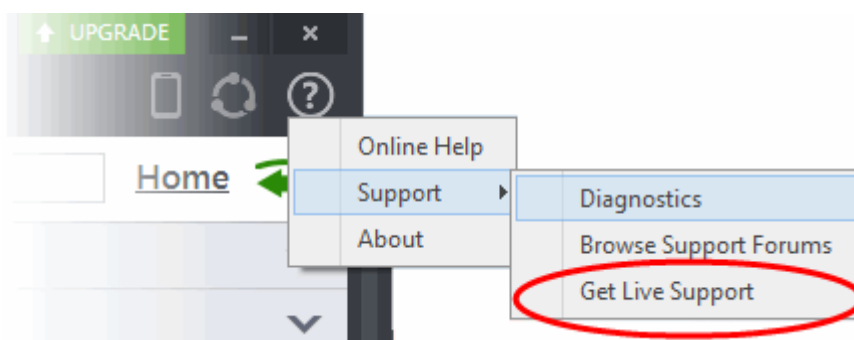 UPGRADE
Home
Online Help
Support
About
Diagnostics
Browse Support Forums
Get Live Support